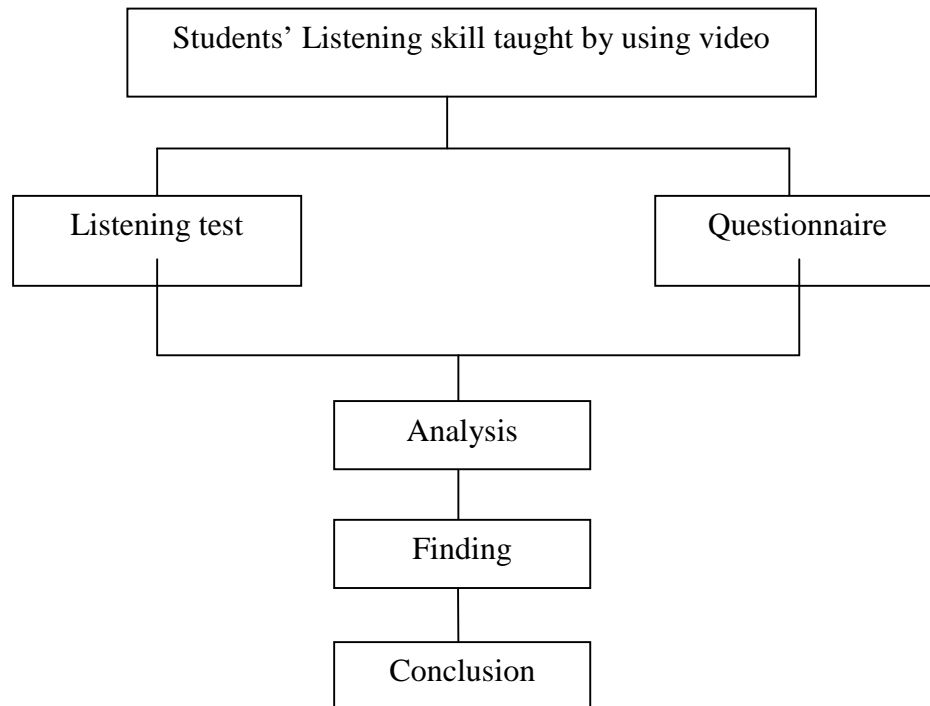 Students’ Listening skill taught by using video
Listening test
Questionnaire
Analysis
Finding
Conclusion